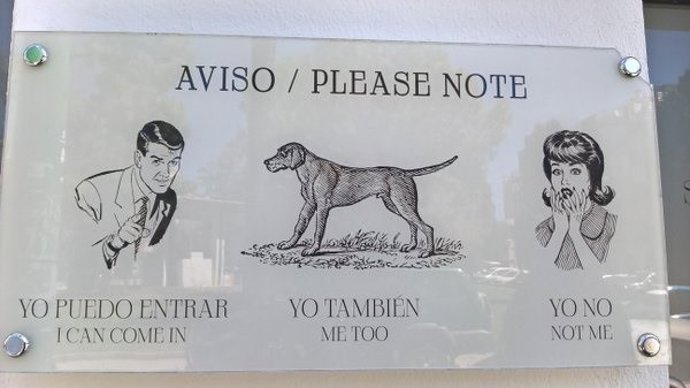 AVISO / PLEASE NOTE
YO PUEDO ENTRAR
I CAN COME IN
YO TAMBIÉN
ME TOO
YO NO
NOT ME